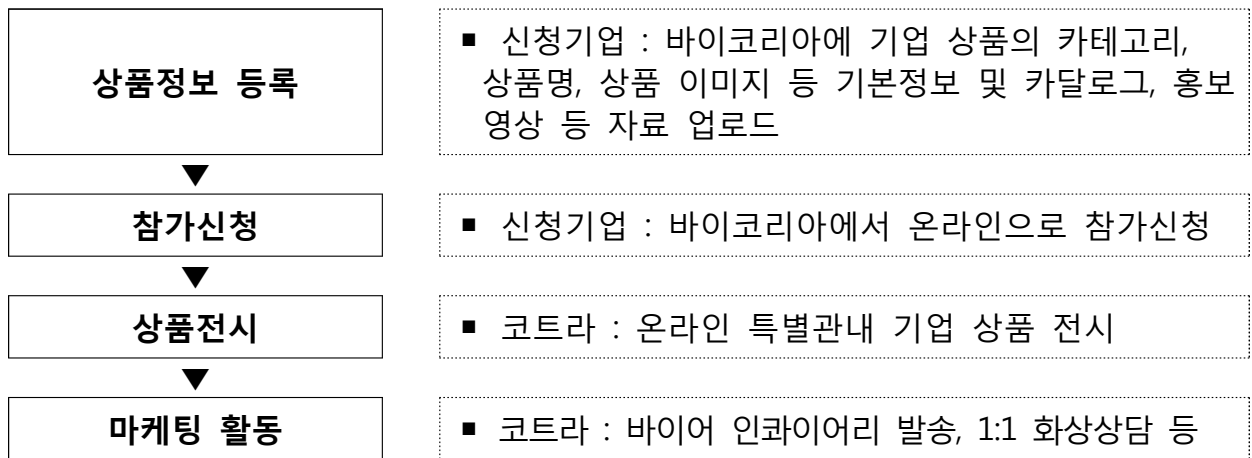 상품정보 등록
■ 신청기업 : 바이코리아에 기업 상품의 카테고리,
상품명, 상품 이미지 등 기본정보 및 카달로그, 홍보
영상 등 자료 업로드
▼
참가신청
■ 신청기업 : 바이코리아에서 온라인으로 참가신청
▼
상품전시
■ 코트라 : 온라인 특별관내 기업 상품 전시
▼
마케팅 활동
■ 코트라 : 바이어 인콰이어리 발송, 1:1 화상상담 등